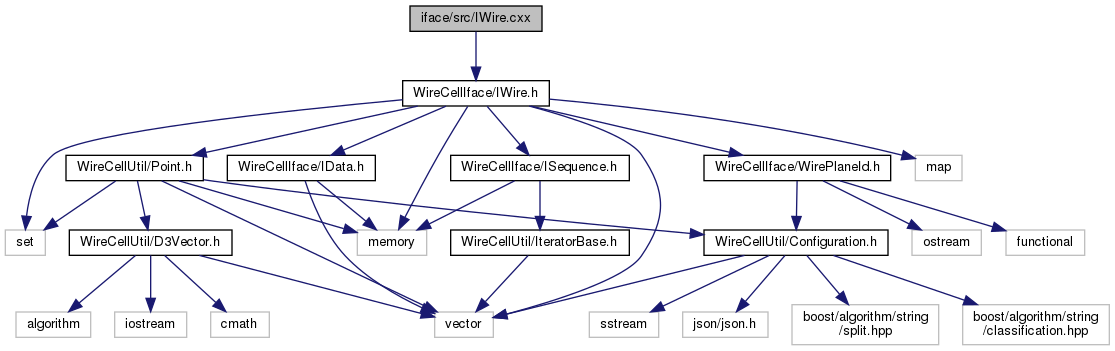 iface/src/IWire.cxx
WireCellIface/IWire.h
WireCellUtil/Point.h
WireCellIface/IData.h
WireCellIface/ISequence.h
WireCellIface/WirePlaneId.h
map
set
WireCellUtil/D3Vector.h
memory
WireCellUtil/IteratorBase.h
WireCellUtil/Configuration.h
ostream
functional
algorithm
iostream
cmath
vector
sstream
json/json.h
boost/algorithm/string
/split.hpp
boost/algorithm/string
/classification.hpp